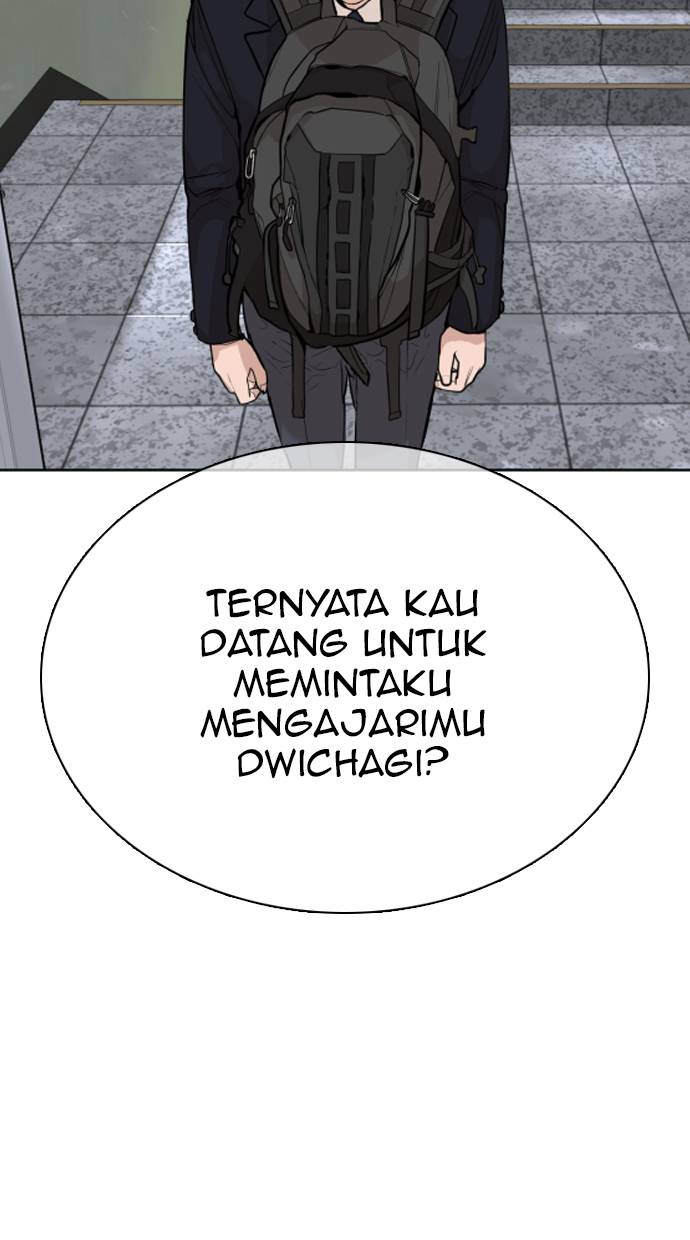 TERNYATA KAU
DATANG UNTUK
MEMINTAKU
MENGAJARIMU
DWICHAGI?